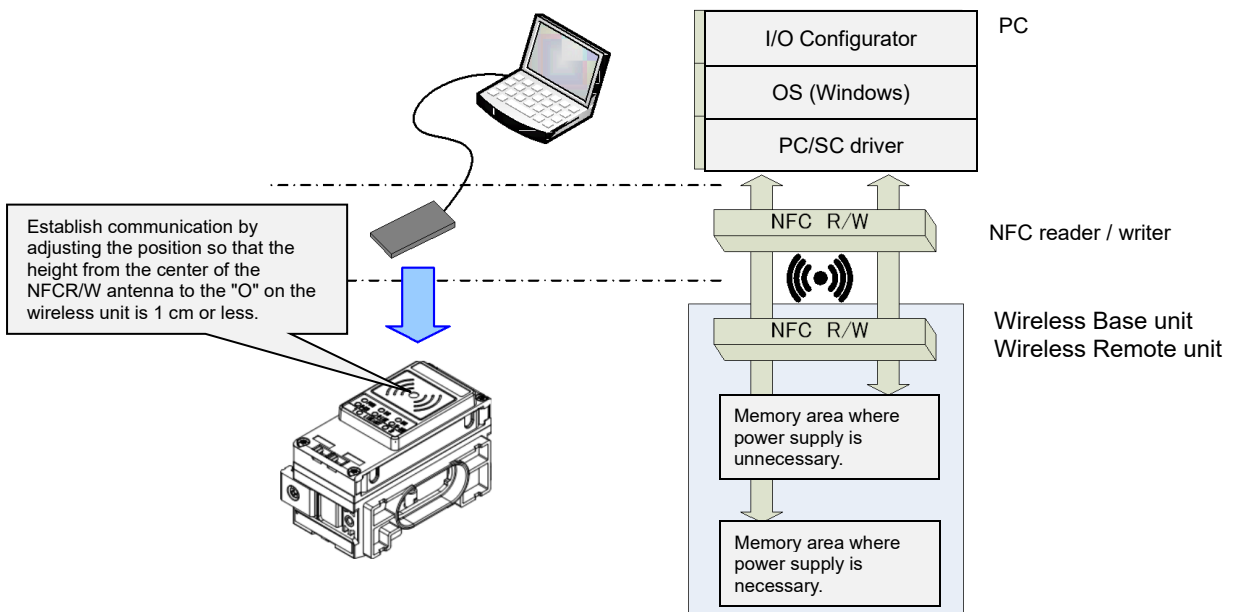 I/O Configurator
PC
OS (Windows)
PC/SC driver
Establish communication by
adjusting the position so that the
height from the center of the
NFCR/W antenna to the "O" on the
wireless unit is 1 cm or less.
NFC R/W
NFC reader / writer
NFC R/W
Wireless Base unit
Wireless Remote unit
Memory area where
power supply is
unnecessary.
Memory area where
power supply is
necessary.